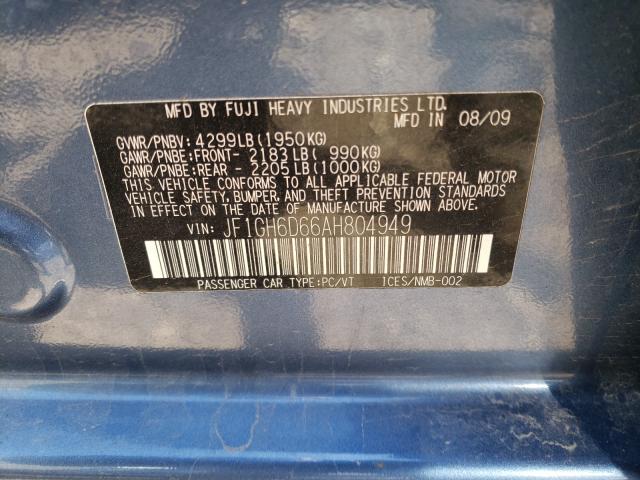 MFD BY FUJI HEAVY INDUSTRIES LTD.
MFD IN 08/09
GVWR/PNBV: 4299LB(1950KG)
GAWR/PNBE:FRONT- 2183LB( 990KG)
GAWR/PNBE:REAR - 2205LB(1000KG)
THIS VEHICLE CONFORMS TO ALL APPLICABLE FEDERAL MOTOR
VEHICLE SAFETY, BUMPER, AND THEFT PREVENTION STANDARDS
IN EFFECT ON THE DATE OF MANUFACTURE SHOWN ABOVE.
VIN: JF1GH6D66AH804949
PASSENGER CAR TYPE:PC/VT ICES/NMB-002